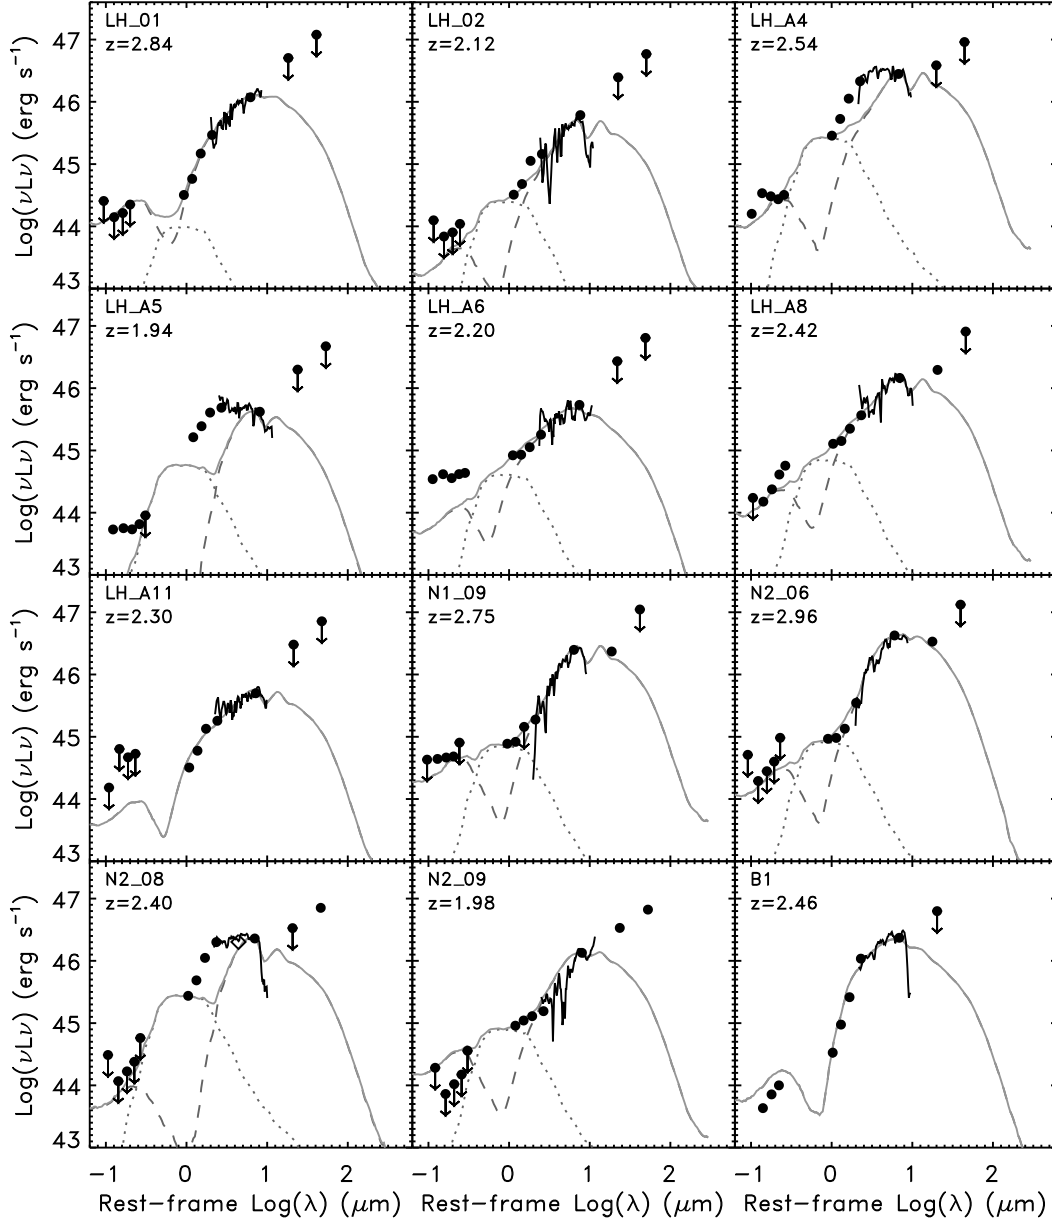 LH_01
z=2.84
LH_02
z=2.12
LH_A4
z=2.54
47
46
45
44
43
Log(νLν) (erg s⁻¹)
LH_A5
z=1.94
LH_A6
z=2.20
LH_A8
z=2.42
47
46
45
44
43
Log(νLν) (erg s⁻¹)
LH_A11
z=2.30
N1_09
z=2.75
N2_06
z=2.96
47
46
45
44
43
Log(νLν) (erg s⁻¹)
N2_08
z=2.40
N2_09
z=1.98
B1
z=2.46
47
46
45
44
43
Log(νLν) (erg s⁻¹)
−1 0 1 2 −1 0 1 2 −1 0 1 2
Rest−frame Log(λ) (μm) Rest−frame Log(λ) (μm) Rest−frame Log(λ) (μm)